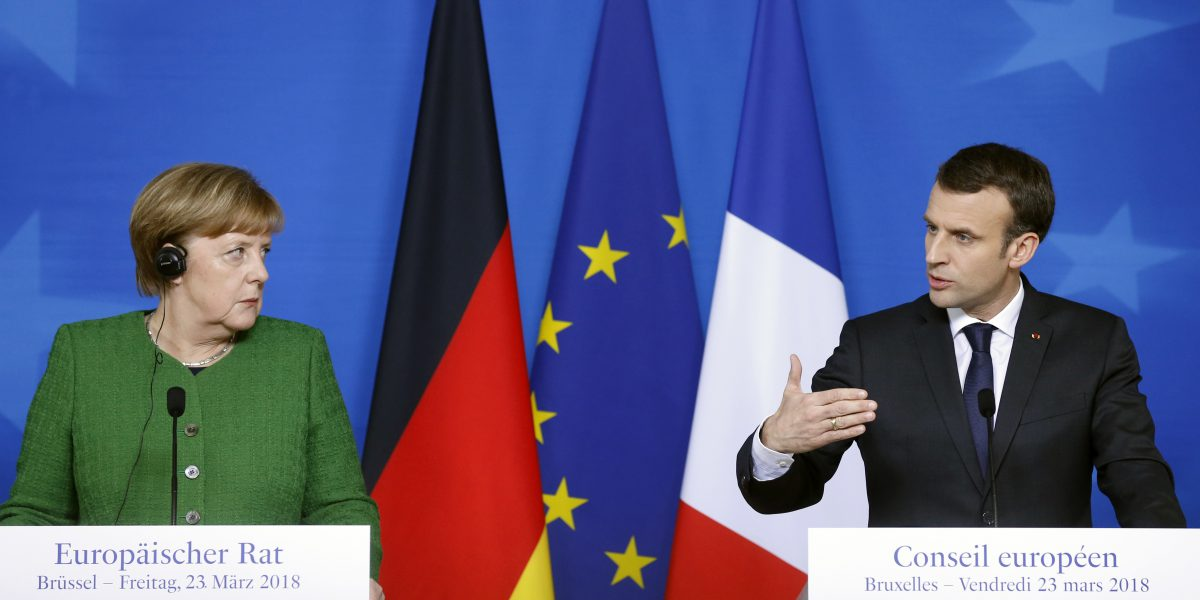 Europäischer Rat
Brüssel – Freitag, 23. März 2018
Conseil européen
Bruxelles – Vendredi 23 mars 2018